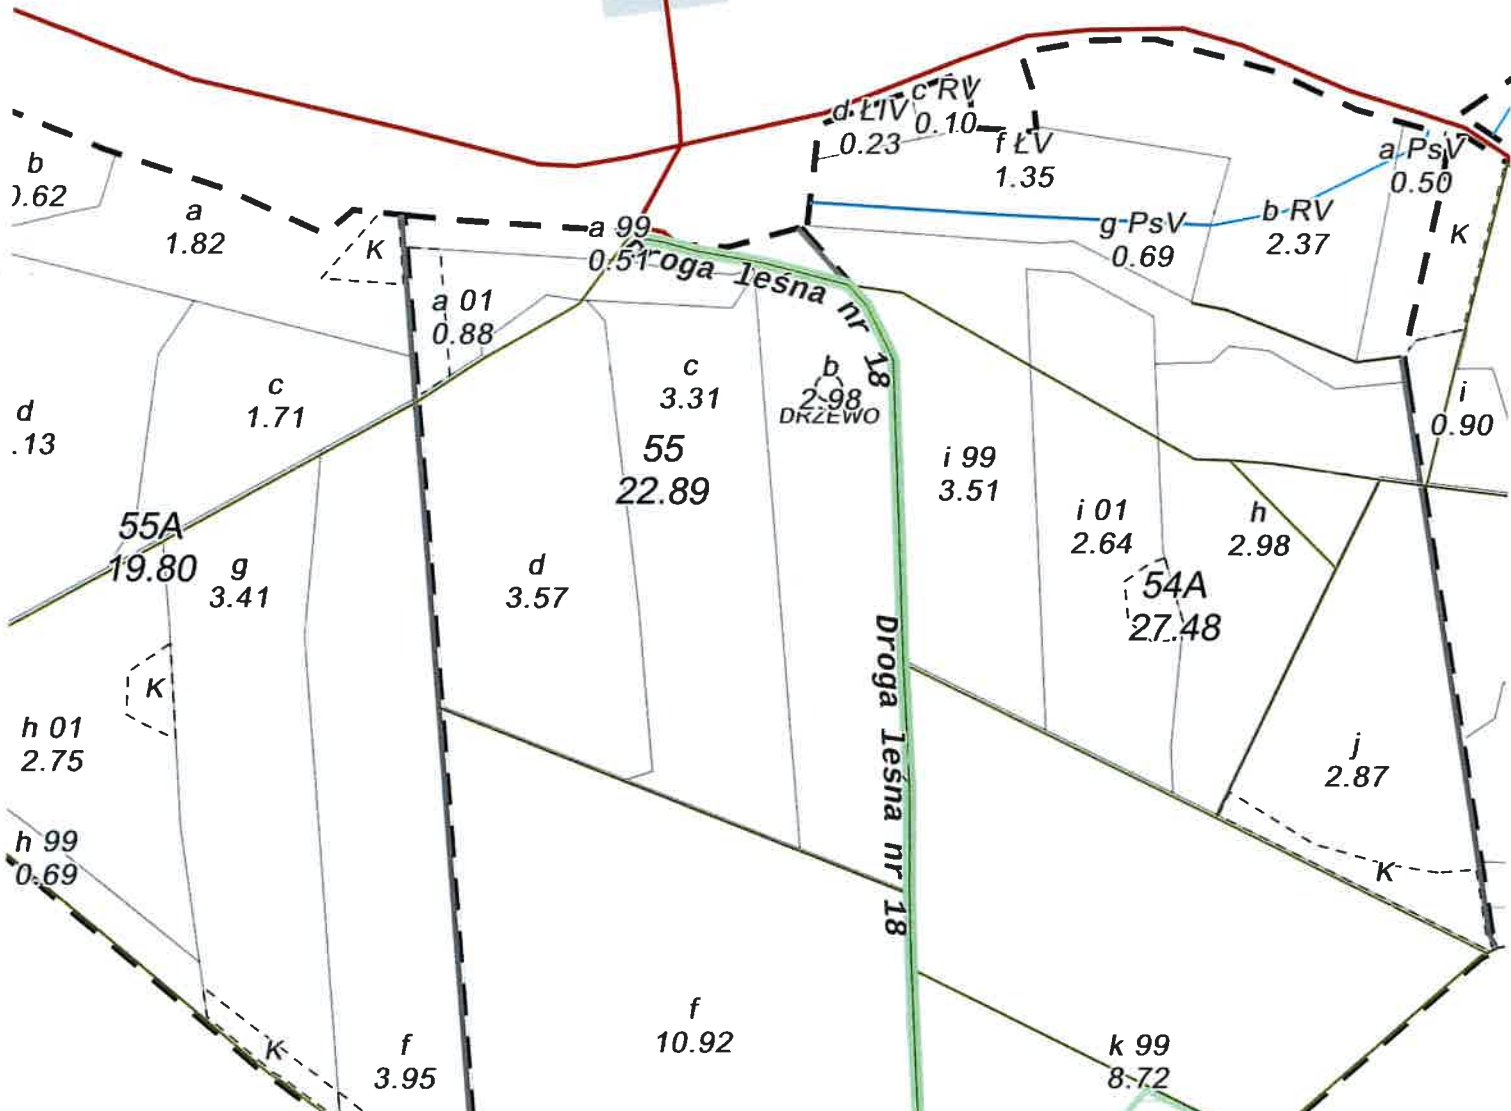 c RV
0.10
d ŁIV
0.23
f ŁV
1.35
a PsV
0.50
b
0.62
a
1.82
K
a 99
0.51
g PsV
0.69
b RV
2.37
K
Droga leśna nr 18
a 01
0.88
c
3.31
b
2.98
DRZEWO
c
1.71
d
.13
i
0.90
55
22.89
i 99
3.51
i 01
2.64
h
2.98
55A
19.80
g
3.41
d
3.57
54A
27.48
K
Droga leśna nr 18
h 01
2.75
j
2.87
h 99
0.69
K
f
10.92
K
f
3.95
k 99
8.72